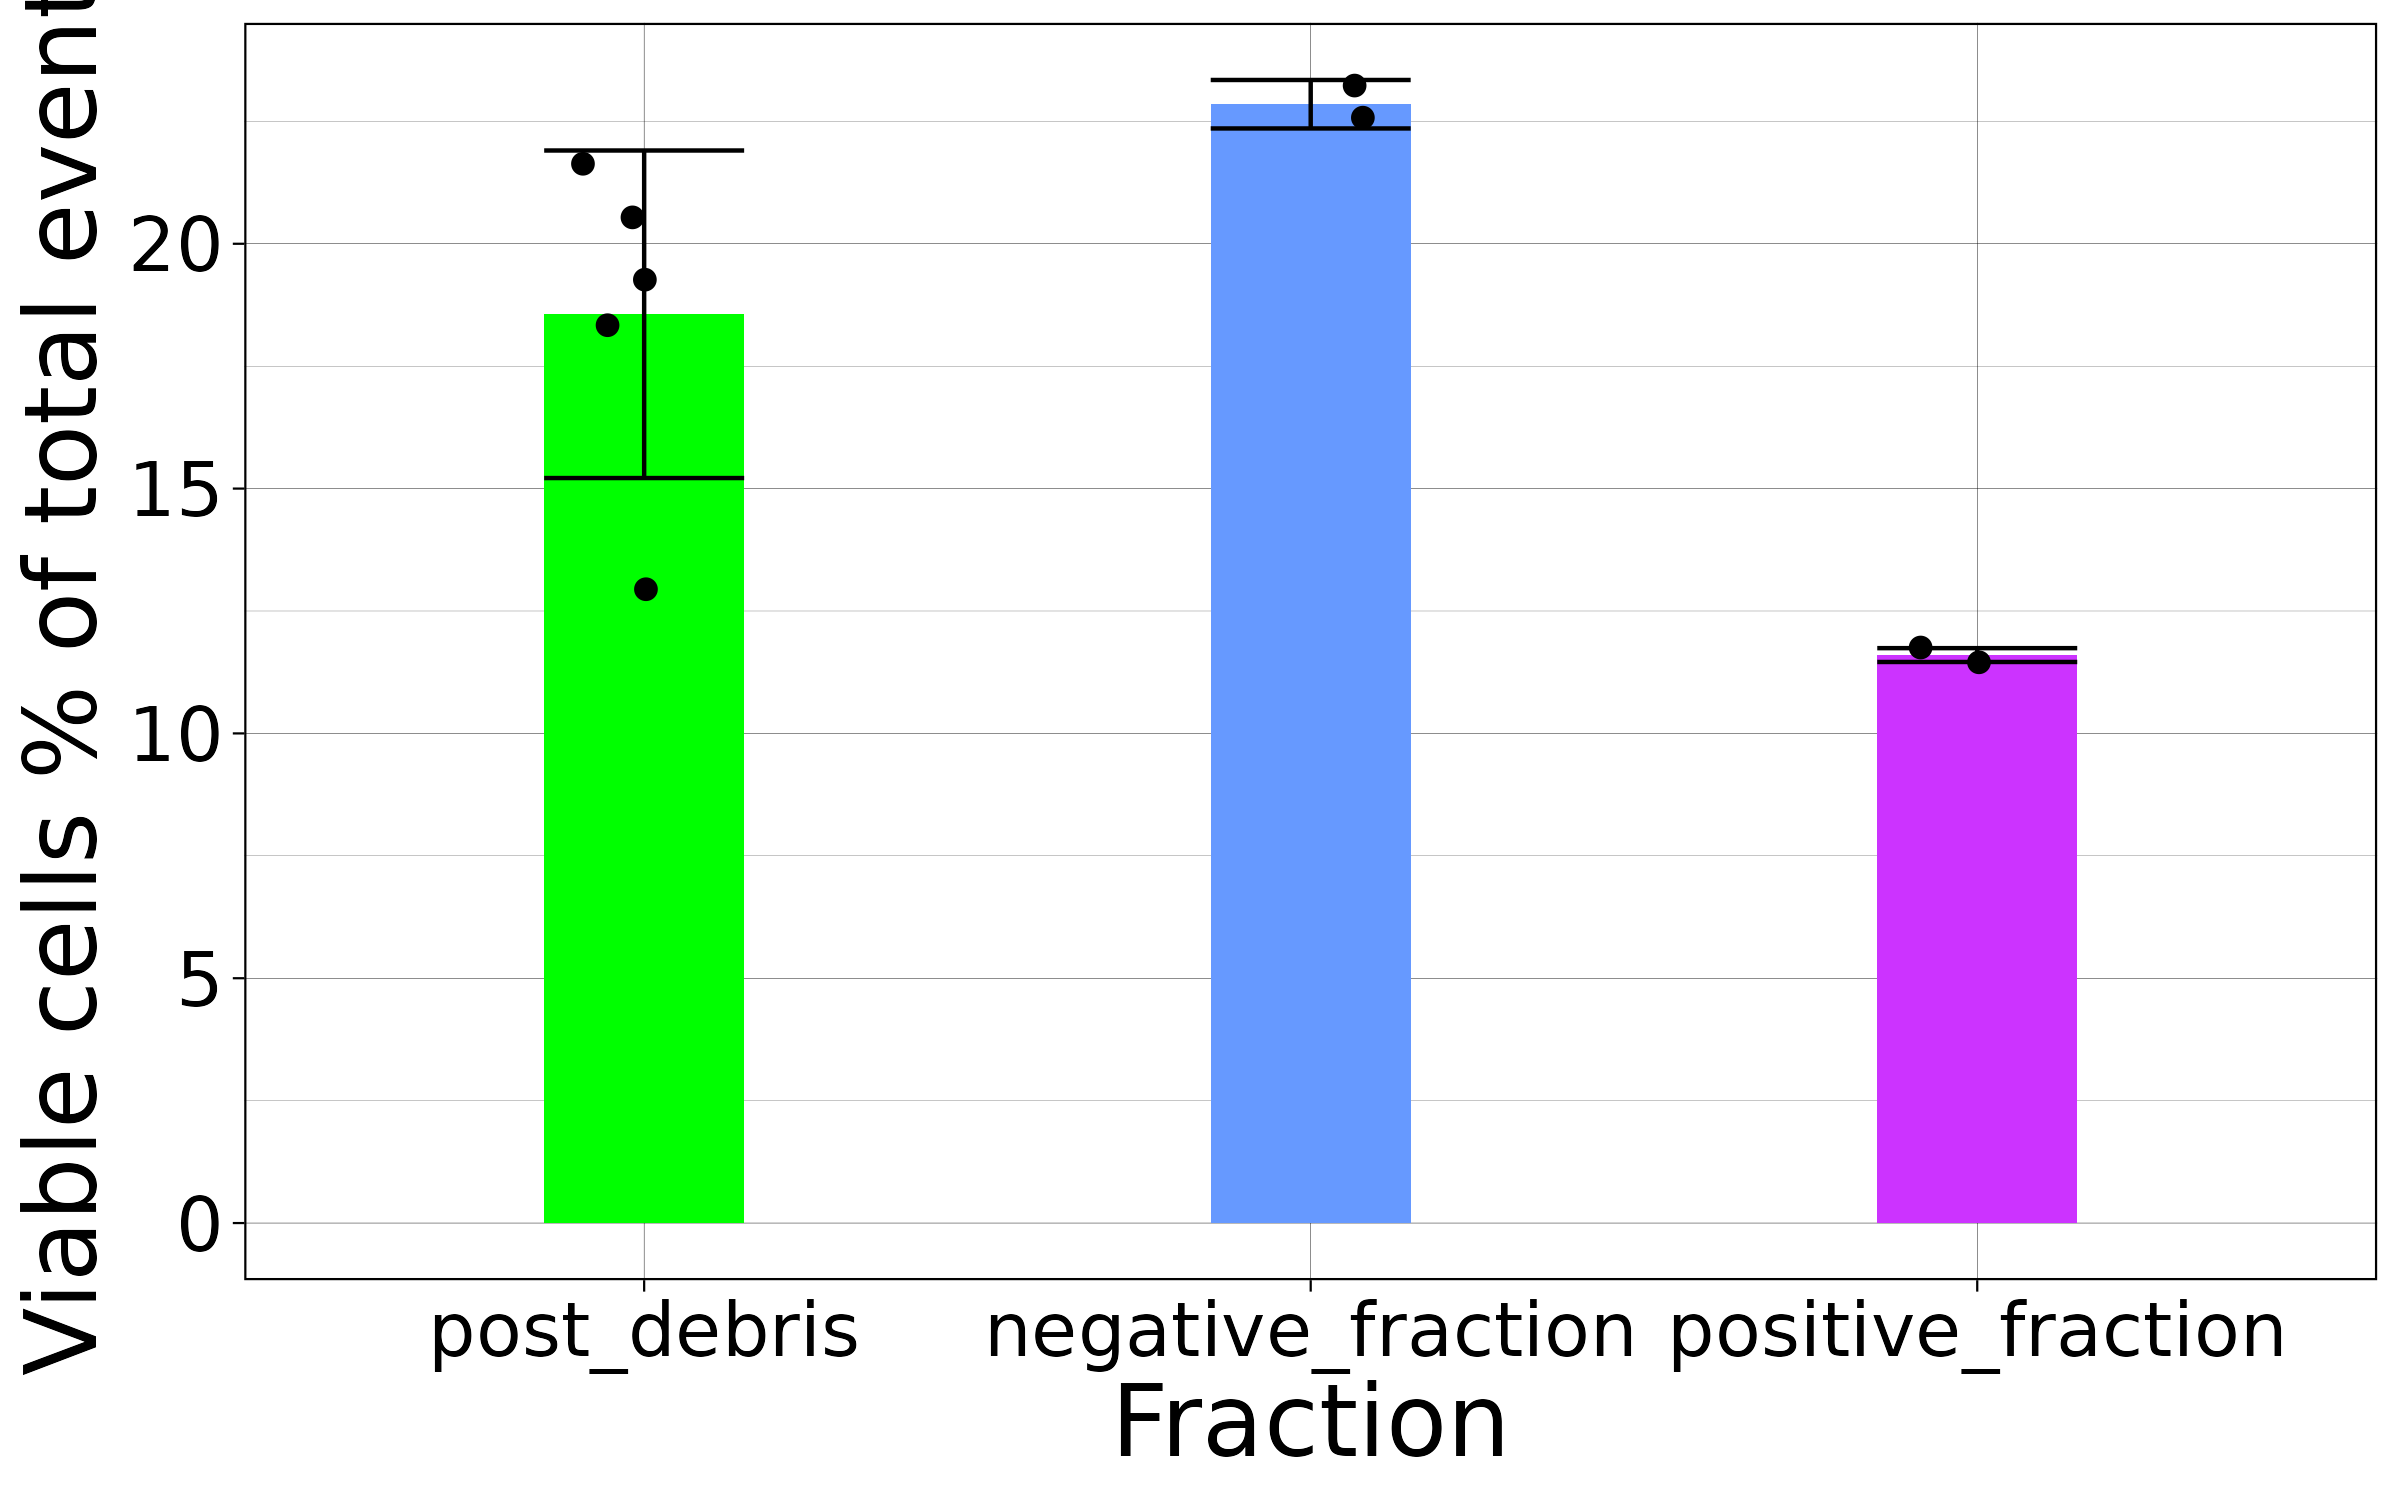 Viable cells % of total event
20
15
10
5
0
post_debris negative_fraction positive_fraction
Fraction